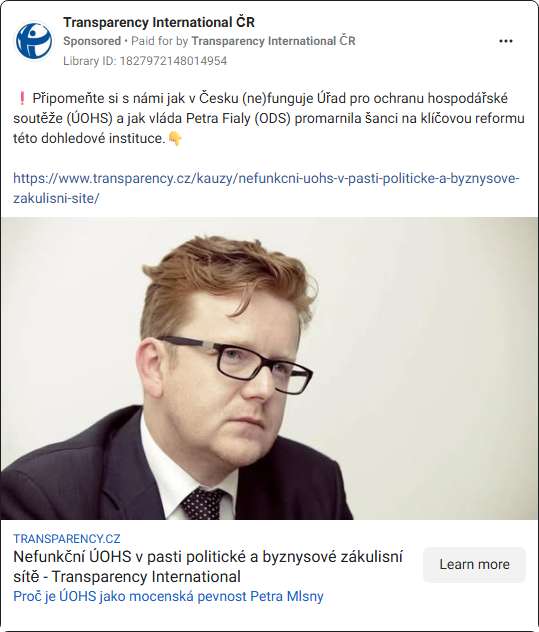 Transparency International ČR
Sponsored • Paid for by Transparency International ČR
Library ID: 1827972148014954
❗ Připomeňte si s námi jak v Česku (ne)funguje Úřad pro ochranu hospodářské
soutěže (ÚOHS) a jak vláda Petra Fialy (ODS) promarnila šanci na klíčovou reformu
této dohledové instituce.👇
https://www.transparency.cz/kauzy/nefunkcni-uohs-v-pasti-politicke-a-byznysove-
zakulisni-site/
TRANSPARENCY.CZ
Nefunkční ÚOHS v pasti politické a byznysové zákulisní
sítě - Transparency International
Proč je ÚOHS jako mocenská pevnost Petra Mlsny
Learn more